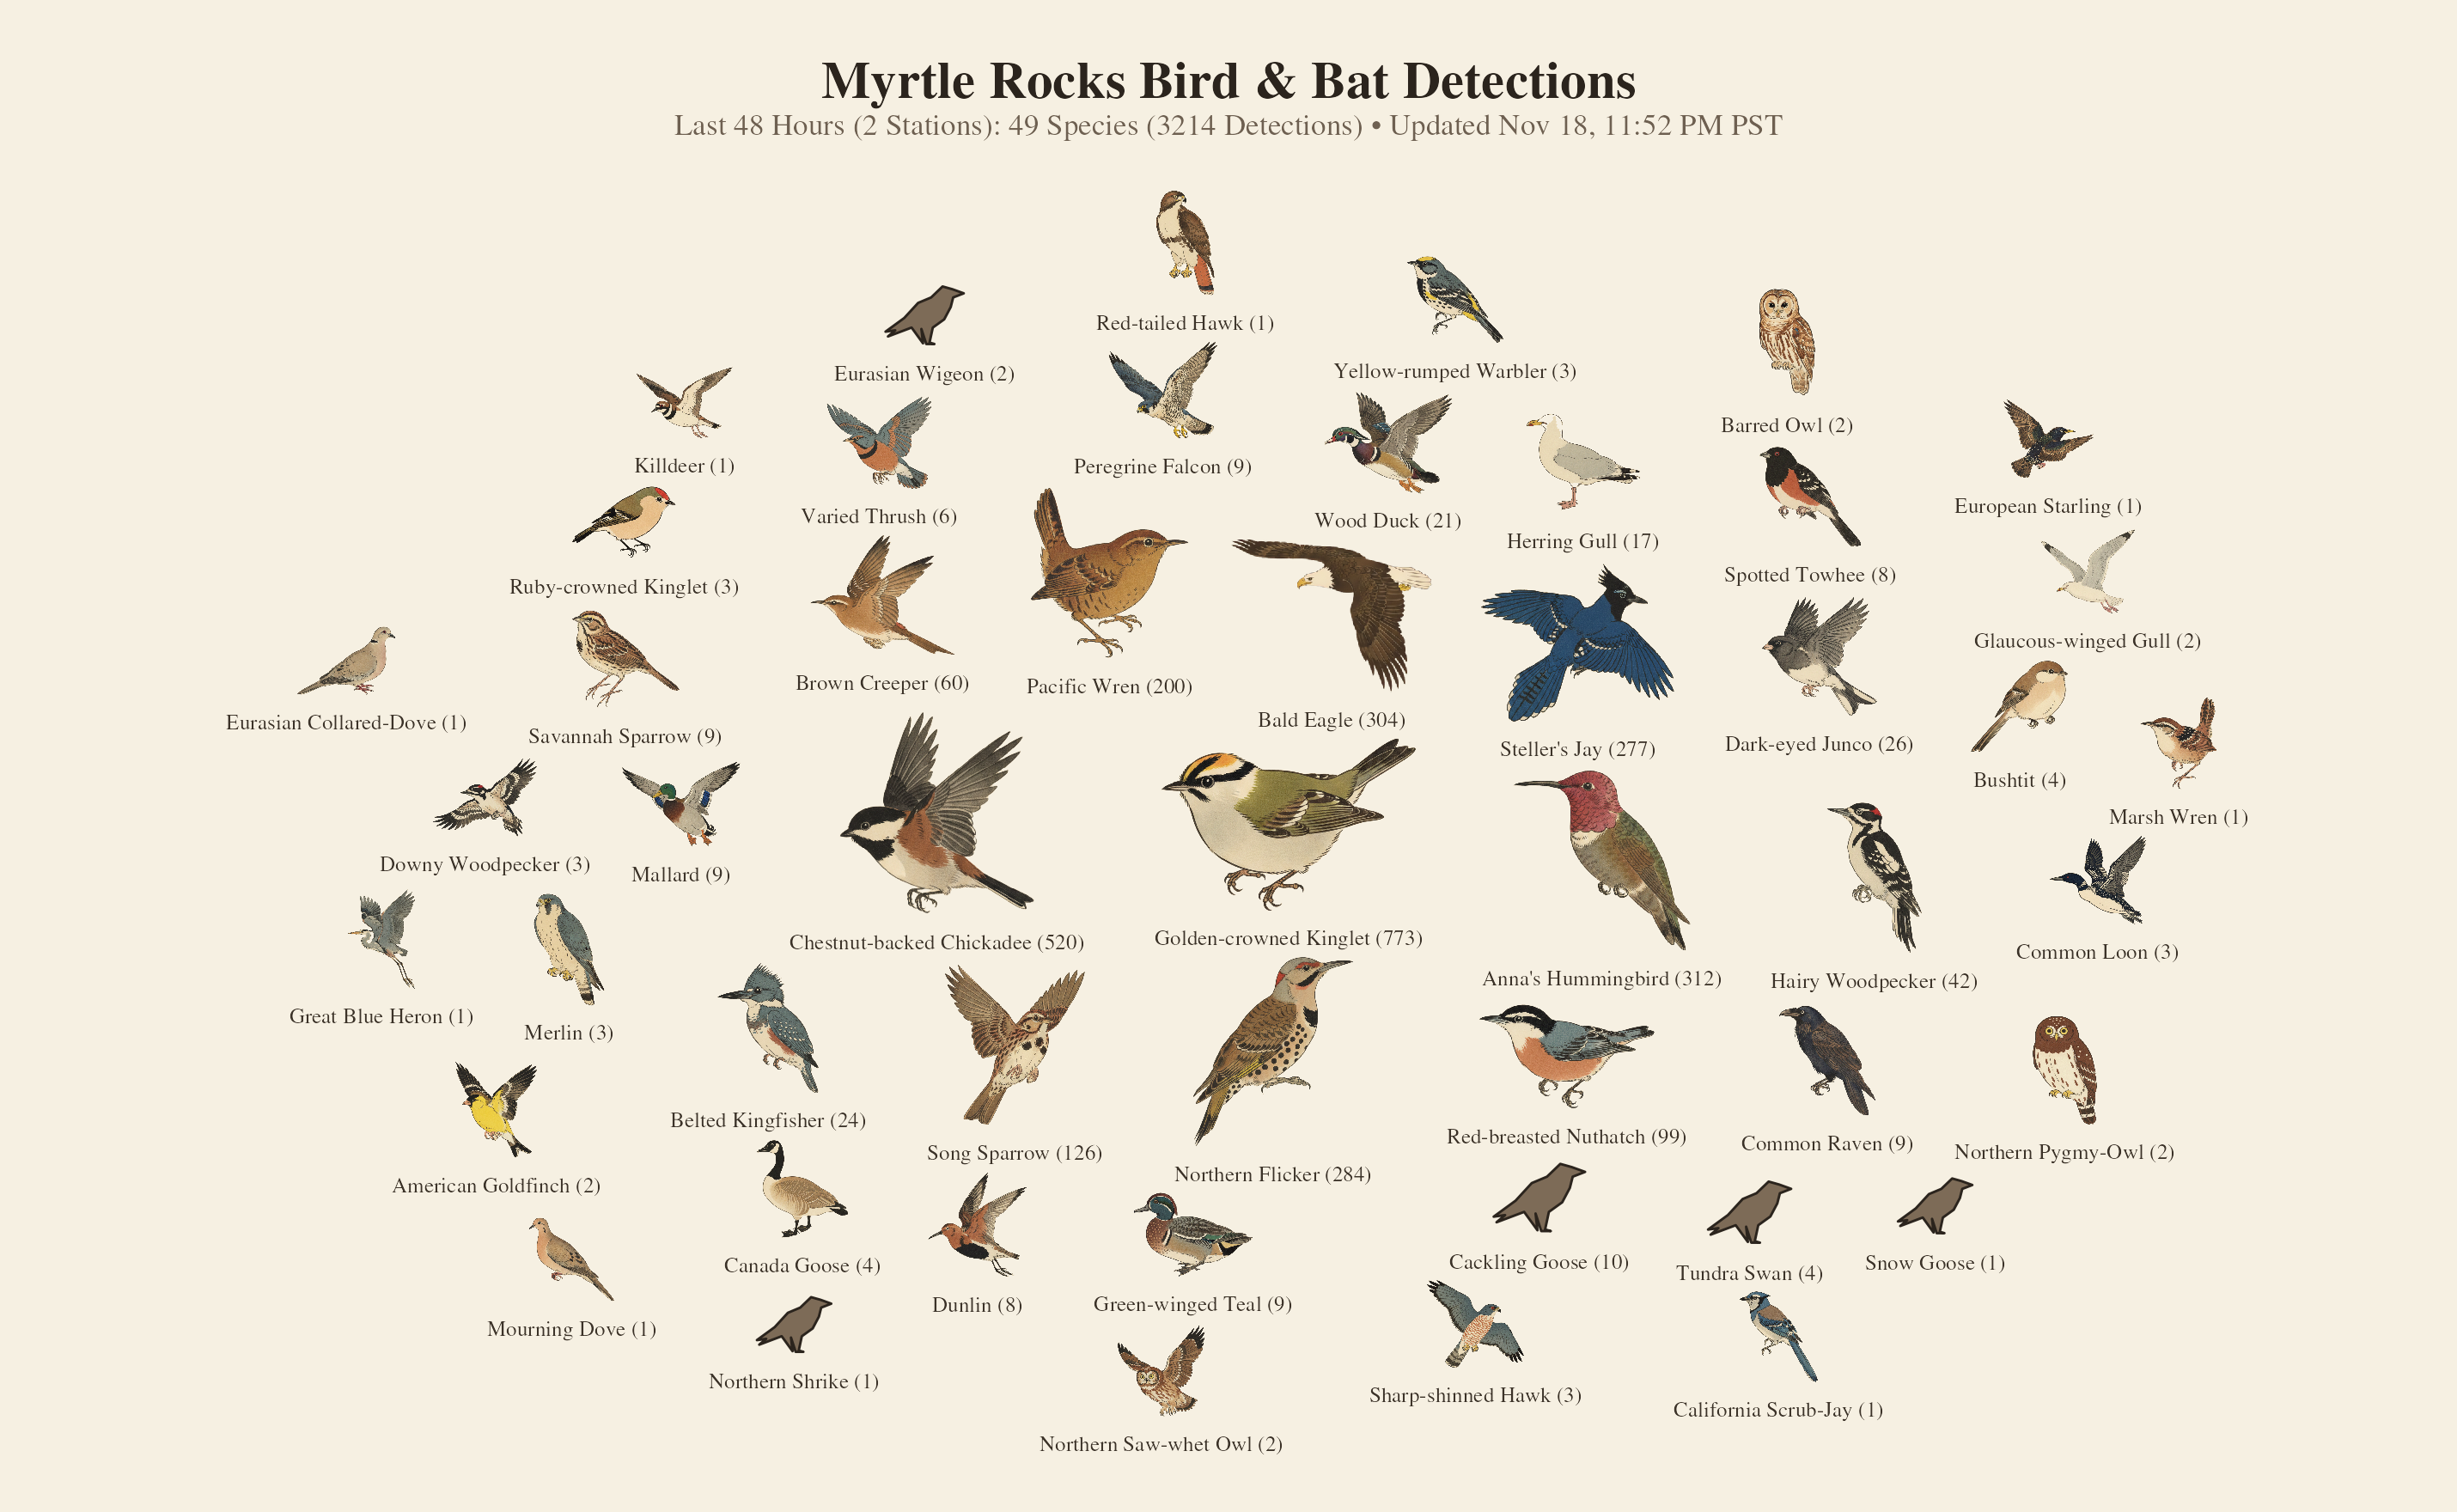 Myrtle Rocks Bird & Bat Detections
Last 48 Hours (2 Stations): 49 Species (3214 Detections) • Updated Nov 18, 11:52 PM PST
Red-tailed Hawk (1)
Yellow-rumped Warbler (3)
Eurasian Wigeon (2)
Barred Owl (2)
Killdeer (1)
Peregrine Falcon (9)
European Starling (1)
Varied Thrush (6)
Wood Duck (21)
Herring Gull (17)
Spotted Towhee (8)
Ruby-crowned Kinglet (3)
Glaucous-winged Gull (2)
Brown Creeper (60)
Pacific Wren (200)
Bald Eagle (304)
Eurasian Collared-Dove (1)
Savannah Sparrow (9)
Steller's Jay (277)
Dark-eyed Junco (26)
Bushtit (4)
Marsh Wren (1)
Downy Woodpecker (3)
Mallard (9)
Chestnut-backed Chickadee (520)
Golden-crowned Kinglet (773)
Common Loon (3)
Anna's Hummingbird (312)
Hairy Woodpecker (42)
Great Blue Heron (1)
Merlin (3)
Belted Kingfisher (24)
Song Sparrow (126)
Northern Flicker (284)
Red-breasted Nuthatch (99)
Common Raven (9)
Northern Pygmy-Owl (2)
American Goldfinch (2)
Canada Goose (4)
Cackling Goose (10)
Tundra Swan (4)
Snow Goose (1)
Dunlin (8)
Green-winged Teal (9)
Mourning Dove (1)
Northern Shrike (1)
Sharp-shinned Hawk (3)
California Scrub-Jay (1)
Northern Saw-whet Owl (2)